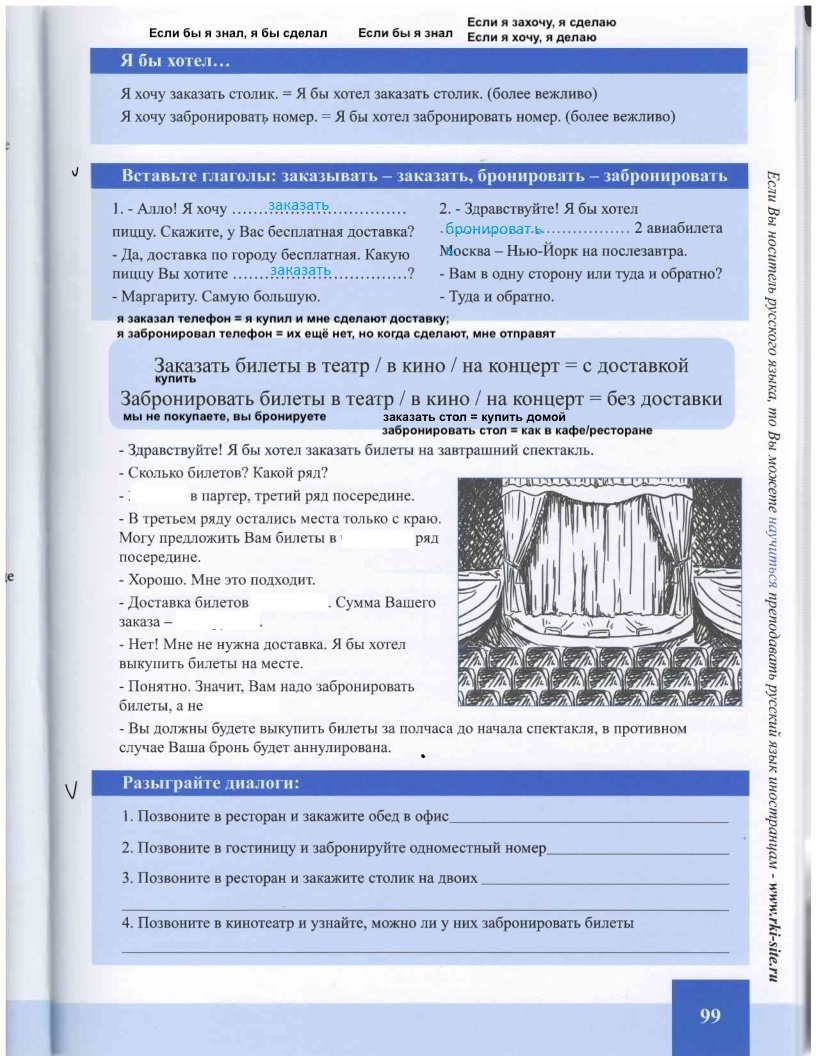 Если бы я знал, я бы сделал
Если бы я знал
Если я захочу, я сделаю
Если я хочу, я делаю
Я бы хотел…
Я хочу заказать столик. = Я бы хотел заказать столик. (более вежливо)
Я хочу забронировать номер. = Я бы хотел забронировать номер. (более вежливо)
Вставьте глаголы: заказывать – заказать, бронировать – забронировать
1. - Алло! Я хочу ....заказать....
пиццу. Скажите, у Вас бесплатная доставка?
- Да, доставка по городу бесплатная. Какую
пиццу Вы хотите ....заказать....?
- Маргариту. Самую большую.
2. - Здравствуйте! Я бы хотел
бронировать .... 2 авиабилета
Москва – Нью-Йорк на послезавтра.
- Вам в одну сторону или туда и обратно?
- Туда и обратно.
я заказал телефон = я купил и мне сделают доставку;
я забронировал телефон = их ещё нет, но когда сделают, мне отправят
Заказать билеты в театр / в кино / на концерт = с доставкой
купить
Забронировать билеты в театр / в кино / на концерт = без доставки
мы не покупаете, вы бронируете
заказать стол = купить домой
забронировать стол = как в кафе/ресторане
- Здравствуйте! Я бы хотел заказать билеты на завтрашний спектакль.
- Сколько билетов? Какой ряд?
- в партер, третий ряд посередине.
- В третьем ряду остались места только с краю.
Могу предложить Вам билеты в ряд
посередине.
- Хорошо. Мне это подходит.
- Доставка билетов . Сумма Вашего
заказа – .
- Нет! Мне не нужна доставка. Я бы хотел
выкупить билеты на месте.
- Понятно. Значит, Вам надо забронировать
билеты, а не
- Вы должны будете выкупить билеты за полчаса до начала спектакля, в противном
случае Ваша бронь будет аннулирована.
Разыграйте диалоги:
1. Позвоните в ресторан и закажите обед в офис
2. Позвоните в гостиницу и забронируйте одноместный номер
3. Позвоните в ресторан и закажите столик на двоих
4. Позвоните в кинотеатр и узнайте, можно ли у них забронировать билеты
99
Если Вы носитель русского языка, то Вы можете научиться преподавать русский язык иностранцам - www.rki-site.ru